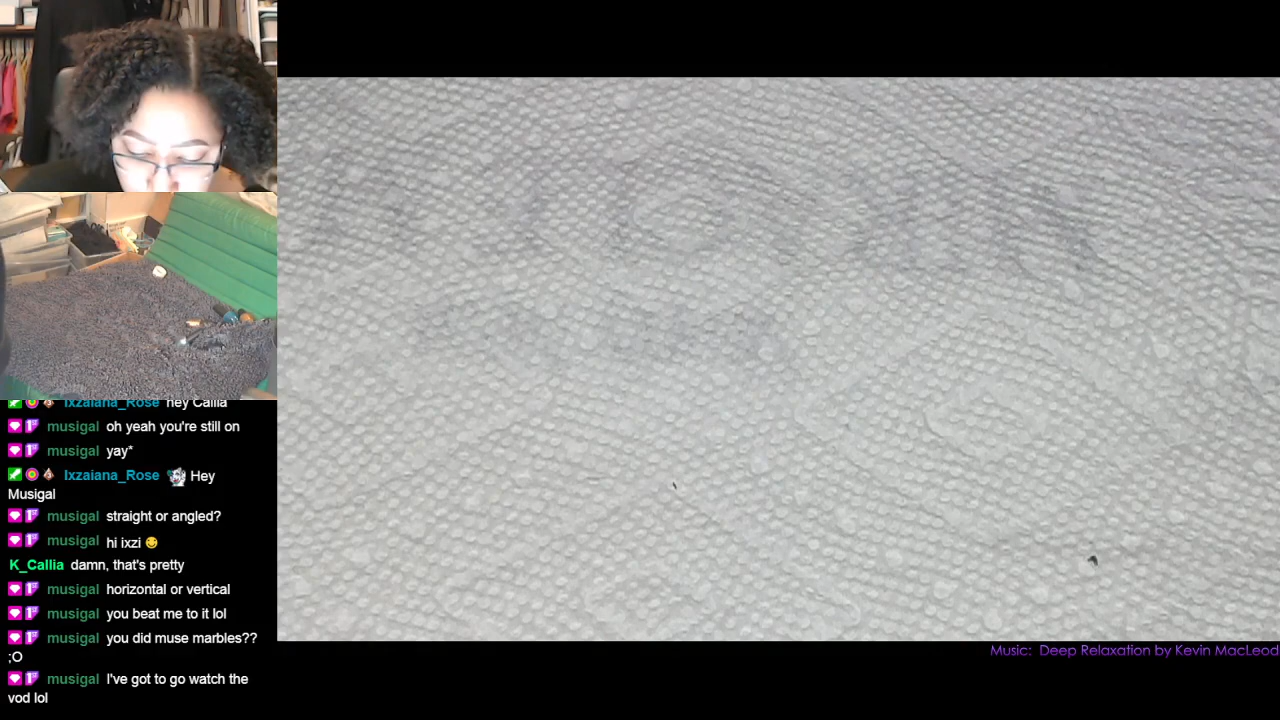 Ixzaiana_Rose hey Callia
musigal oh yeah you're still on
musigal yay*
Ixzaiana_Rose Hey
Musigal
musigal straight or angled?
musigal hi ixzi
K_Callia damn, that's pretty
musigal horizontal or vertical
musigal you beat me to it lol
musigal you did muse marbles??
;O
musigal I've got to go watch the
vod lol
Music: Deep Relaxation by Kevin MacLeod